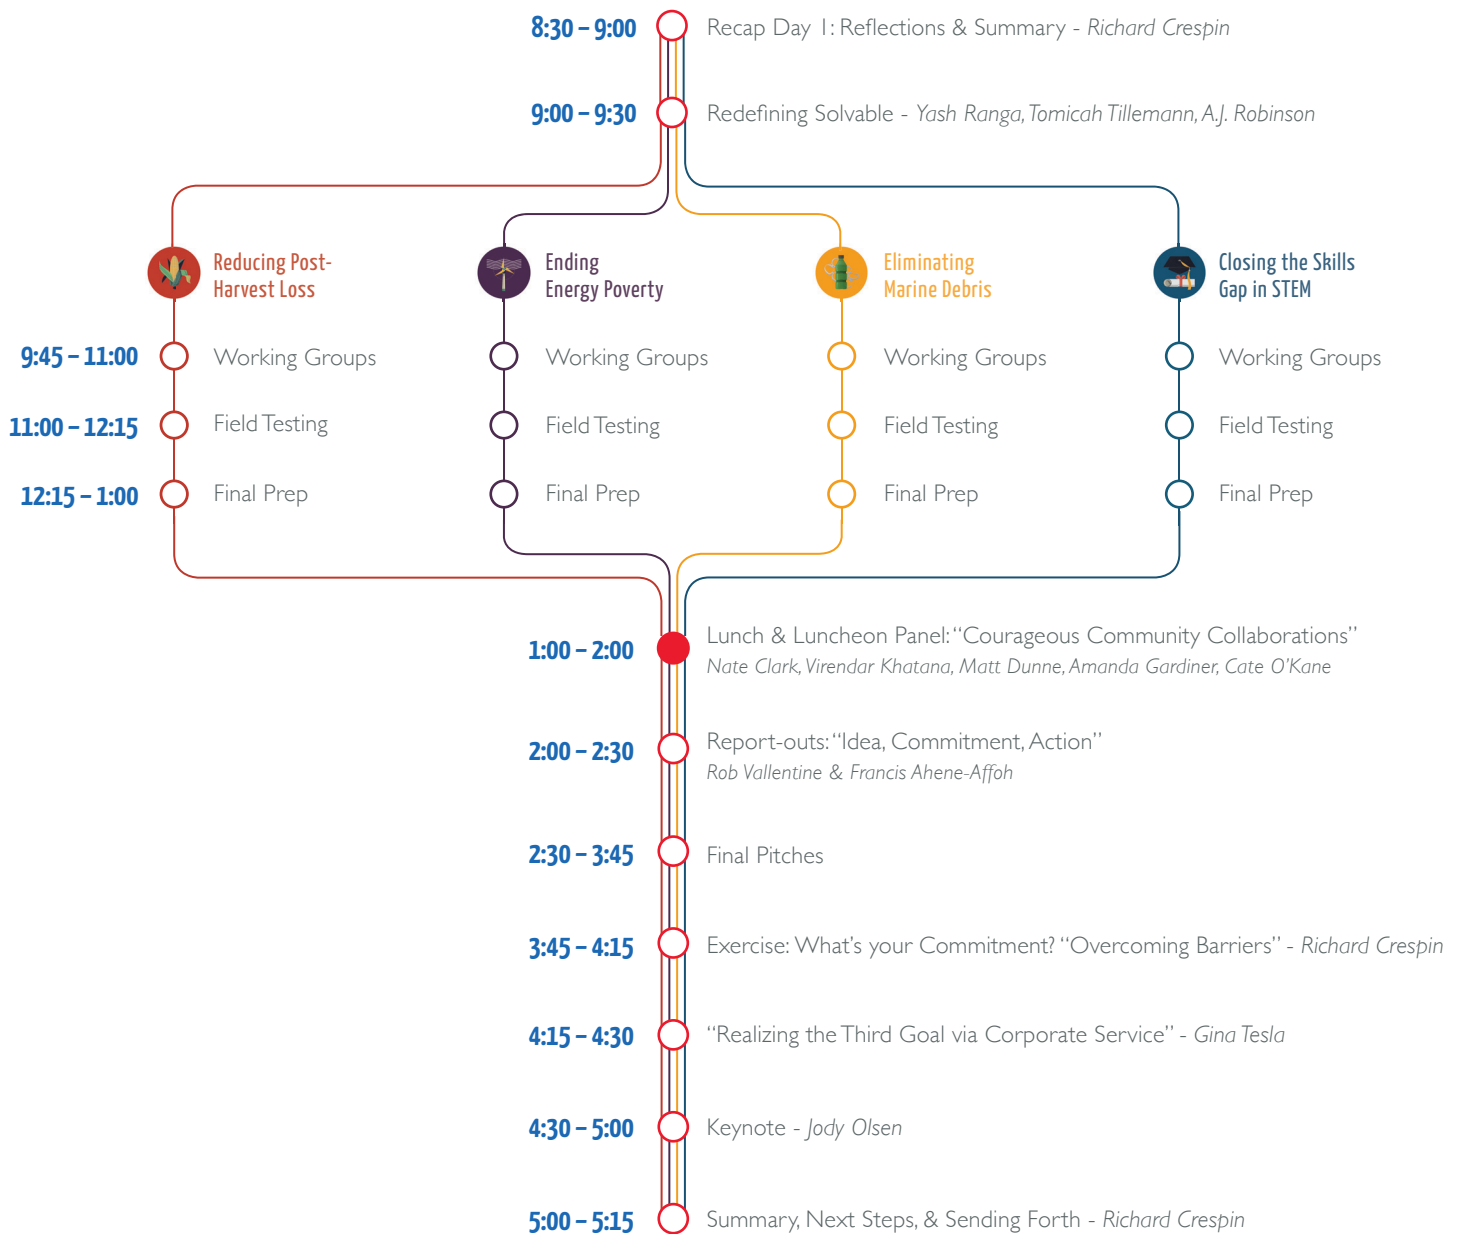 8:30 – 9:00
Recap Day 1: Reflections & Summary - Richard Crespin
9:00 – 9:30
Redefining Solvable - Yash Ranga, Tomicah Tillemann, A.J. Robinson
Reducing Post-
Harvest Loss
Ending
Energy Poverty
Eliminating
Marine Debris
Closing the Skills
Gap in STEM
9:45 – 11:00
Working Groups
Working Groups
Working Groups
Working Groups
11:00 – 12:15
Field Testing
Field Testing
Field Testing
Field Testing
12:15 – 1:00
Final Prep
Final Prep
Final Prep
Final Prep
1:00 – 2:00
Lunch & Luncheon Panel: “Courageous Community Collaborations”
Nate Clark, Virendar Khatana, Matt Dunne, Amanda Gardiner, Cate O’Kane
2:00 – 2:30
Report-outs: “Idea, Commitment, Action”
Rob Vallentine & Francis Ahene-Affoh
2:30 – 3:45
Final Pitches
3:45 – 4:15
Exercise: What’s your Commitment? “Overcoming Barriers” - Richard Crespin
4:15 – 4:30
“Realizing the Third Goal via Corporate Service” - Gina Tesla
4:30 – 5:00
Keynote - Jody Olsen
5:00 – 5:15
Summary, Next Steps, & Sending Forth - Richard Crespin